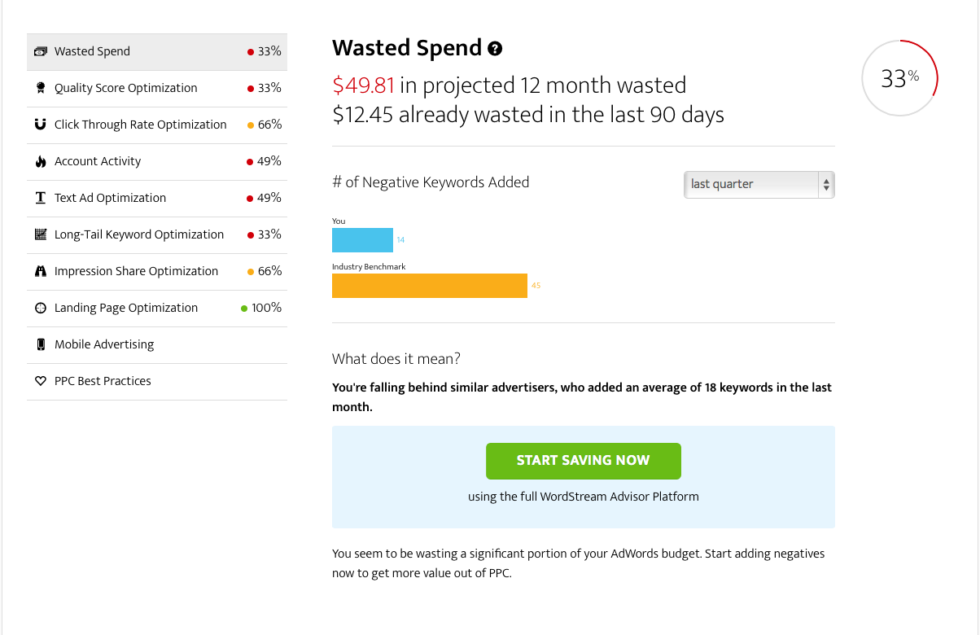 Wasted Spend 33%
Quality Score Optimization 33%
Click Through Rate Optimization 66%
Account Activity 49%
Text Ad Optimization 49%
Long-Tail Keyword Optimization 33%
Impression Share Optimization 66%
Landing Page Optimization 100%
Mobile Advertising
PPC Best Practices
Wasted Spend ?
$49.81 in projected 12 month wasted
$12.45 already wasted in the last 90 days
33%
# of Negative Keywords Added
last quarter
You
14
Industry Benchmark
45
What does it mean?
You're falling behind similar advertisers, who added an average of 18 keywords in the last
month.
START SAVING NOW
using the full WordStream Advisor Platform
You seem to be wasting a significant portion of your AdWords budget. Start adding negatives
now to get more value out of PPC.